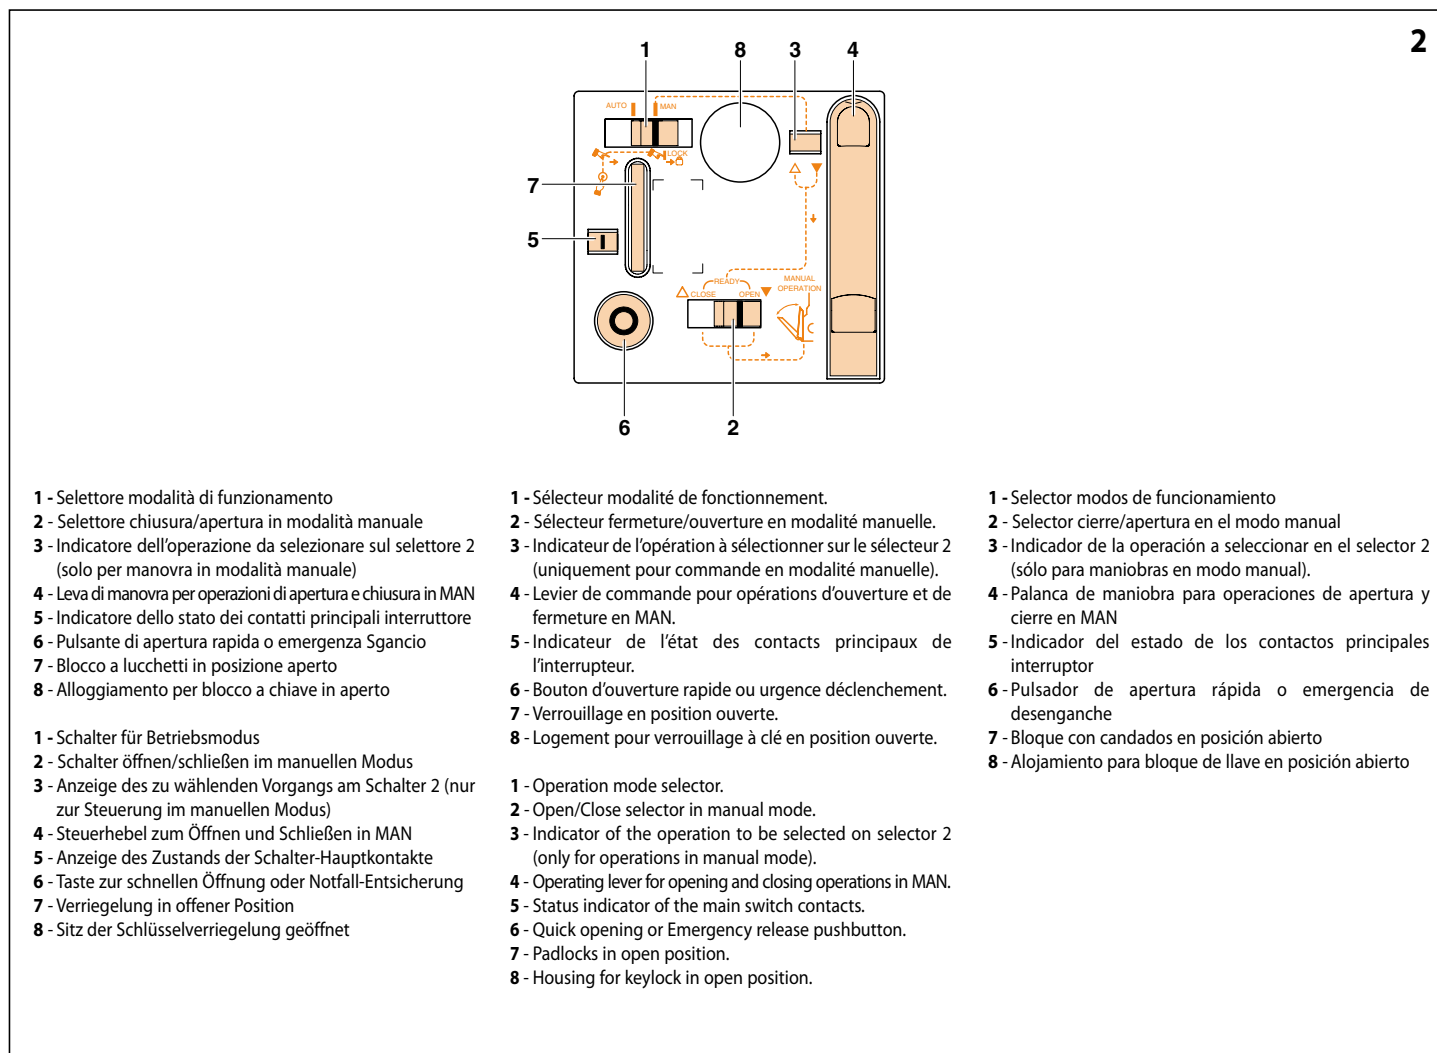 2
1
8
3
4
AUTO
MAN
LOCK
7
5
READY
CLOSE
OPEN
MANUAL
OPERATION
6
2
1 - Selettore modalità di funzionamento
2 - Selettore chiusura/apertura in modalità manuale
3 - Indicatore dell'operazione da selezionare sul selettore 2
(solo per manovra in modalità manuale)
4 - Leva di manovra per operazioni di apertura e chiusura in MAN
5 - Indicatore dello stato dei contatti principali interruttore
6 - Pulsante di apertura rapida o emergenza Sgancio
7 - Blocco a lucchetti in posizione aperto
8 - Alloggiamento per blocco a chiave in aperto
1 - Schalter für Betriebsmodus
2 - Schalter öffnen/schließen im manuellen Modus
3 - Anzeige des zu wählenden Vorgangs am Schalter 2 (nur
zur Steuerung im manuellen Modus)
4 - Steuerhebel zum Öffnen und Schließen in MAN
5 - Anzeige des Zustands der Schalter-Hauptkontakte
6 - Taste zur schnellen Öffnung oder Notfall-Entsicherung
7 - Verriegelung in offener Position
8 - Sitz der Schlüsselverriegelung geöffnet
1 - Sélecteur modalité de fonctionnement.
2 - Sélecteur fermeture/ouverture en modalité manuelle.
3 - Indicateur de l'opération à sélectionner sur le sélecteur 2
(uniquement pour commande en modalité manuelle).
4 - Levier de commande pour opérations d'ouverture et de
fermeture en MAN.
5 - Indicateur de l'état des contacts principaux de
l'interrupteur.
6 - Bouton d'ouverture rapide ou urgence déclenchement.
7 - Verrouillage en position ouverte.
8 - Logement pour verrouillage à clé en position ouverte.
1 - Operation mode selector.
2 - Open/Close selector in manual mode.
3 - Indicator of the operation to be selected on selector 2
(only for operations in manual mode).
4 - Operating lever for opening and closing operations in MAN.
5 - Status indicator of the main switch contacts.
6 - Quick opening or Emergency release pushbutton.
7 - Padlocks in open position.
8 - Housing for keylock in open position.
1 - Selector modos de funcionamiento
2 - Selector cierre/apertura en el modo manual
3 - Indicador de la operación a seleccionar en el selector 2
(sólo para maniobras en modo manual).
4 - Palanca de maniobra para operaciones de apertura y
cierre en MAN
5 - Indicador del estado de los contactos principales
interruptor
6 - Pulsador de apertura rápida o emergencia de
desenganche
7 - Bloque con candados en posición abierto
8 - Alojamiento para bloque de llave en posición abierto